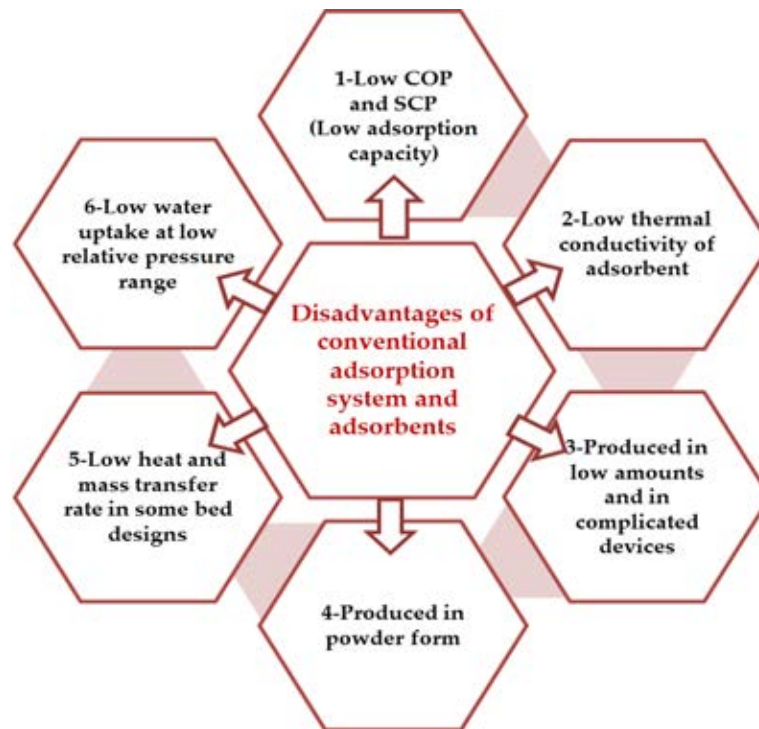 1-Low COP
and SCP
(Low adsorption
capacity)
2-Low thermal
conductivity of
adsorbent
3-Produced in
low amounts
and in
complicated
devices
4-Produced in
powder form
5-Low heat and
mass transfer
rate in some bed
designs
6-Low water
uptake at low
relative pressure
range
Disadvantages of
conventional
adsorption
system and
adsorbents